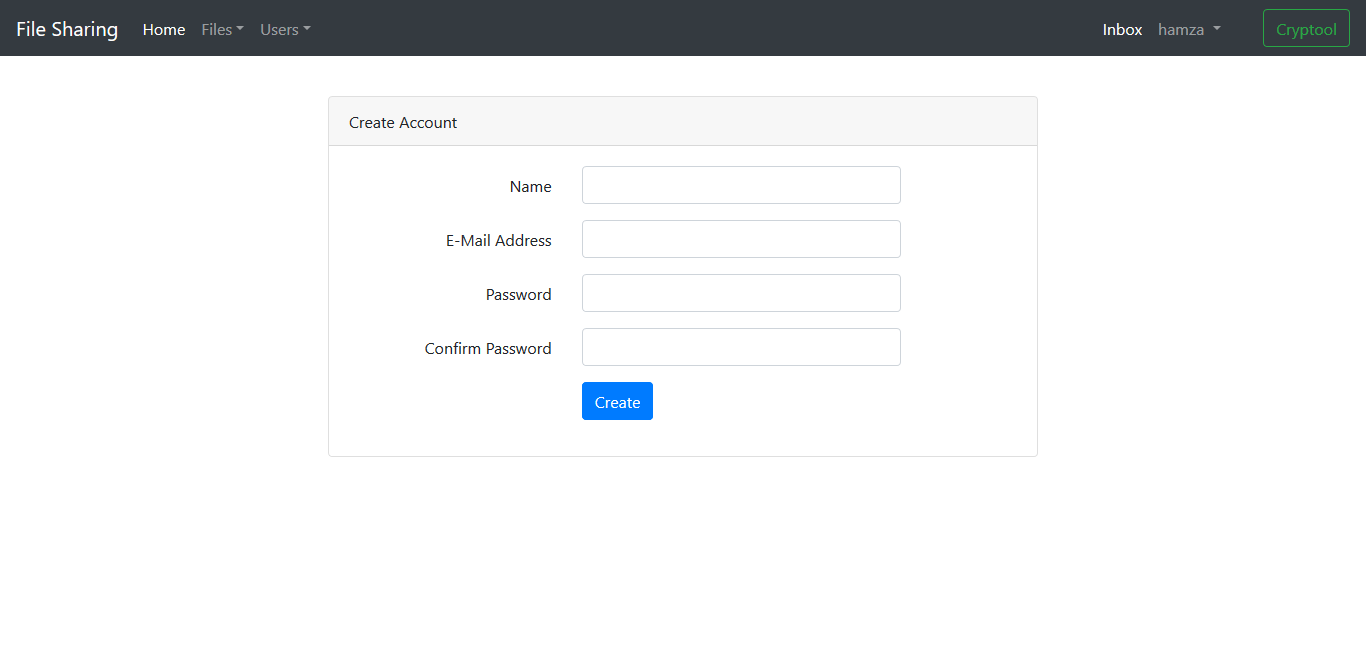 File Sharing Home Files Users Inbox hamza Cryptool
Create Account
Name
E-Mail Address
Password
Confirm Password
Create